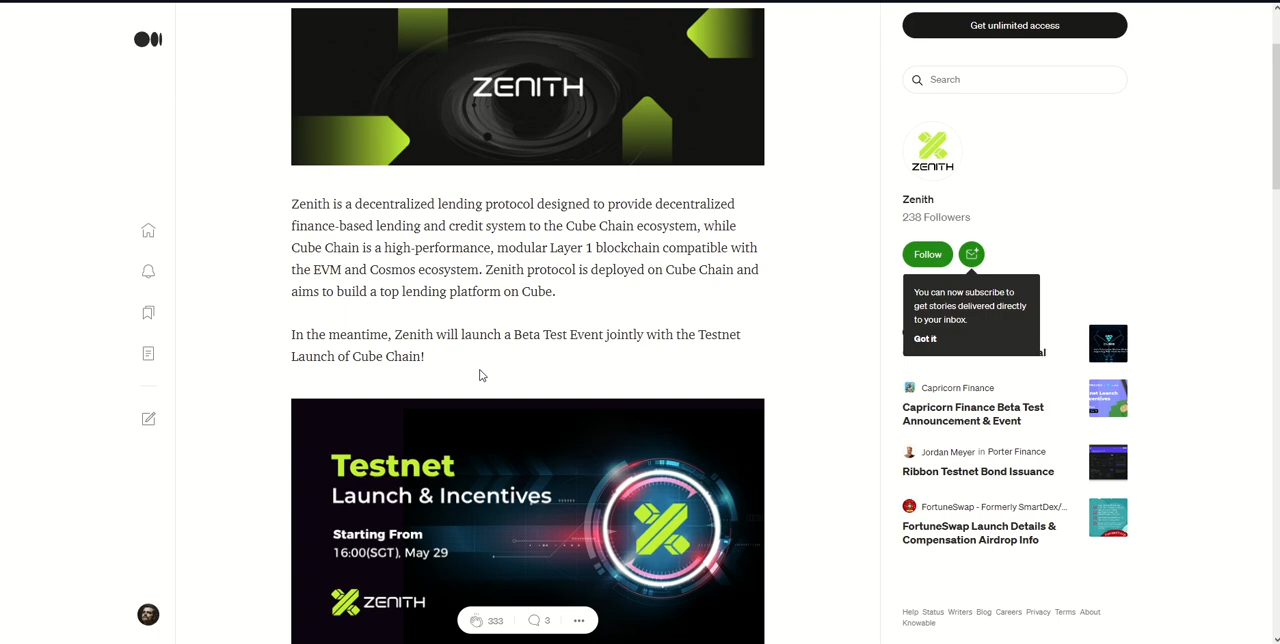 Get unlimited access
Search
ZENITH
ZENITH
Zenith
238 Followers
Follow
You can now subscribe to
get stories delivered directly
to your inbox.
Got it
Zenith is a decentralized lending protocol designed to provide decentralized
finance-based lending and credit system to the Cube Chain ecosystem, while
Cube Chain is a high-performance, modular Layer 1 blockchain compatible with
the EVM and Cosmos ecosystem. Zenith protocol is deployed on Cube Chain and
aims to build a top lending platform on Cube.
In the meantime, Zenith will launch a Beta Test Event jointly with the Testnet
Launch of Cube Chain!
Testnet
Launch & Incentives
Starting From
16:00(SGT), May 29
ZENITH
333
3
Capricorn Finance
Capricorn Finance Beta Test
Announcement & Event
Jordan Meyer in Porter Finance
Ribbon Testnet Bond Issuance
FortuneSwap - Formerly SmartDex/...
FortuneSwap Launch Details &
Compensation Airdrop Info
Help Status Writers Blog Careers Privacy Terms About
Knowable